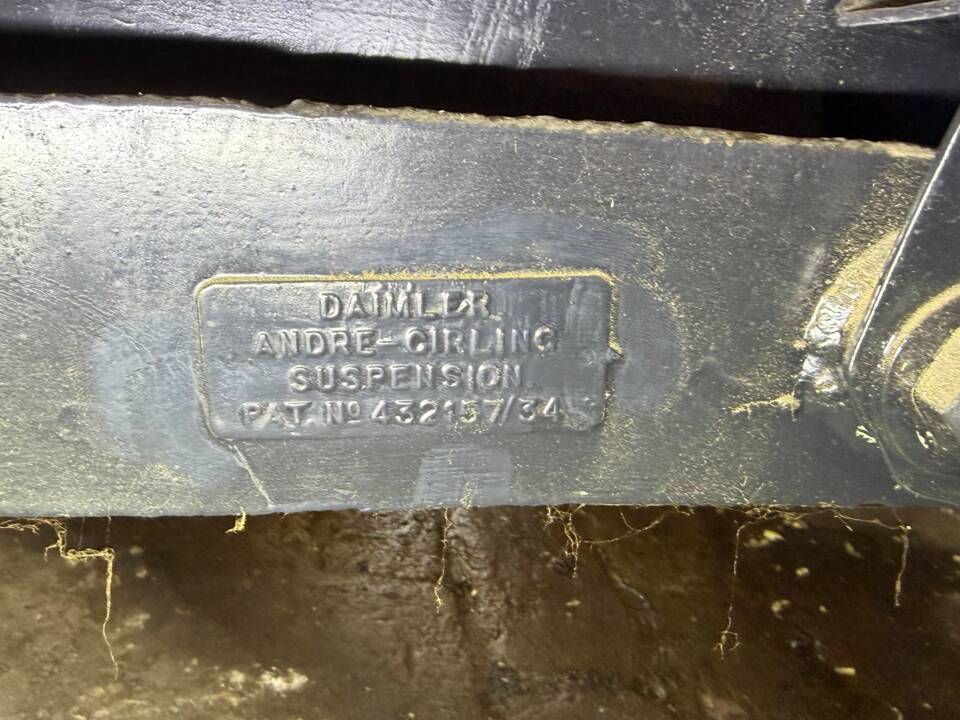 DAIMLER
ANDRE-GIRLING
SUSPENSION
PAT. Nº 432157/34